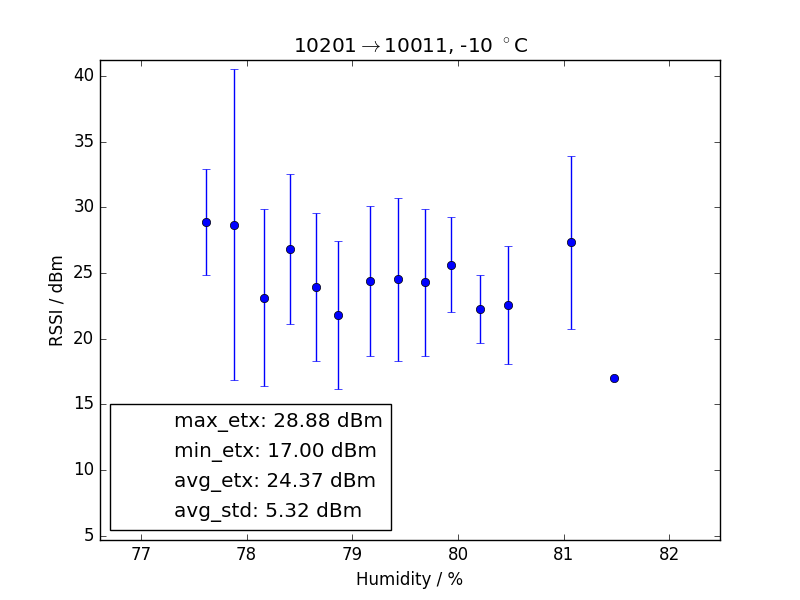 10201→10011, -10 °C
RSSI / dBm
40
35
30
25
20
15
10
5
max_etx: 28.88 dBm
min_etx: 17.00 dBm
avg_etx: 24.37 dBm
avg_std: 5.32 dBm
77 78 79 80 81 82
Humidity / %